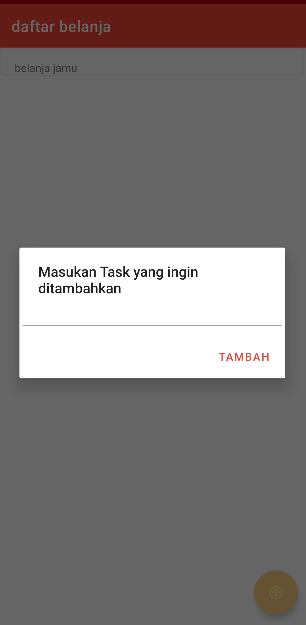 daftar belanja
belanja jamu
Masukan Task yang ingin
ditambahkan
TAMBAH